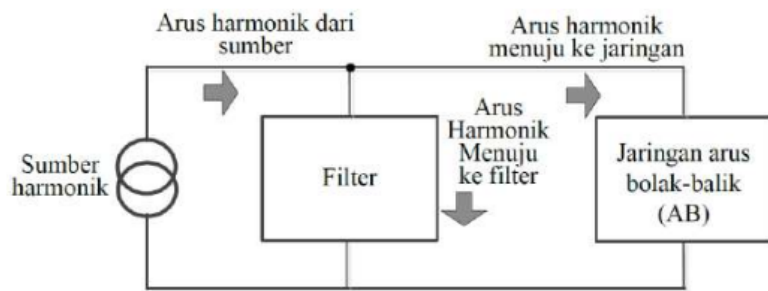 Arus harmonik dari
sumber
Arus harmonik
menuju ke jaringan
Sumber
harmonik
Filter
Arus
Harmonik
Menuju
ke filter
Jaringan arus
bolak-balik
(AB)